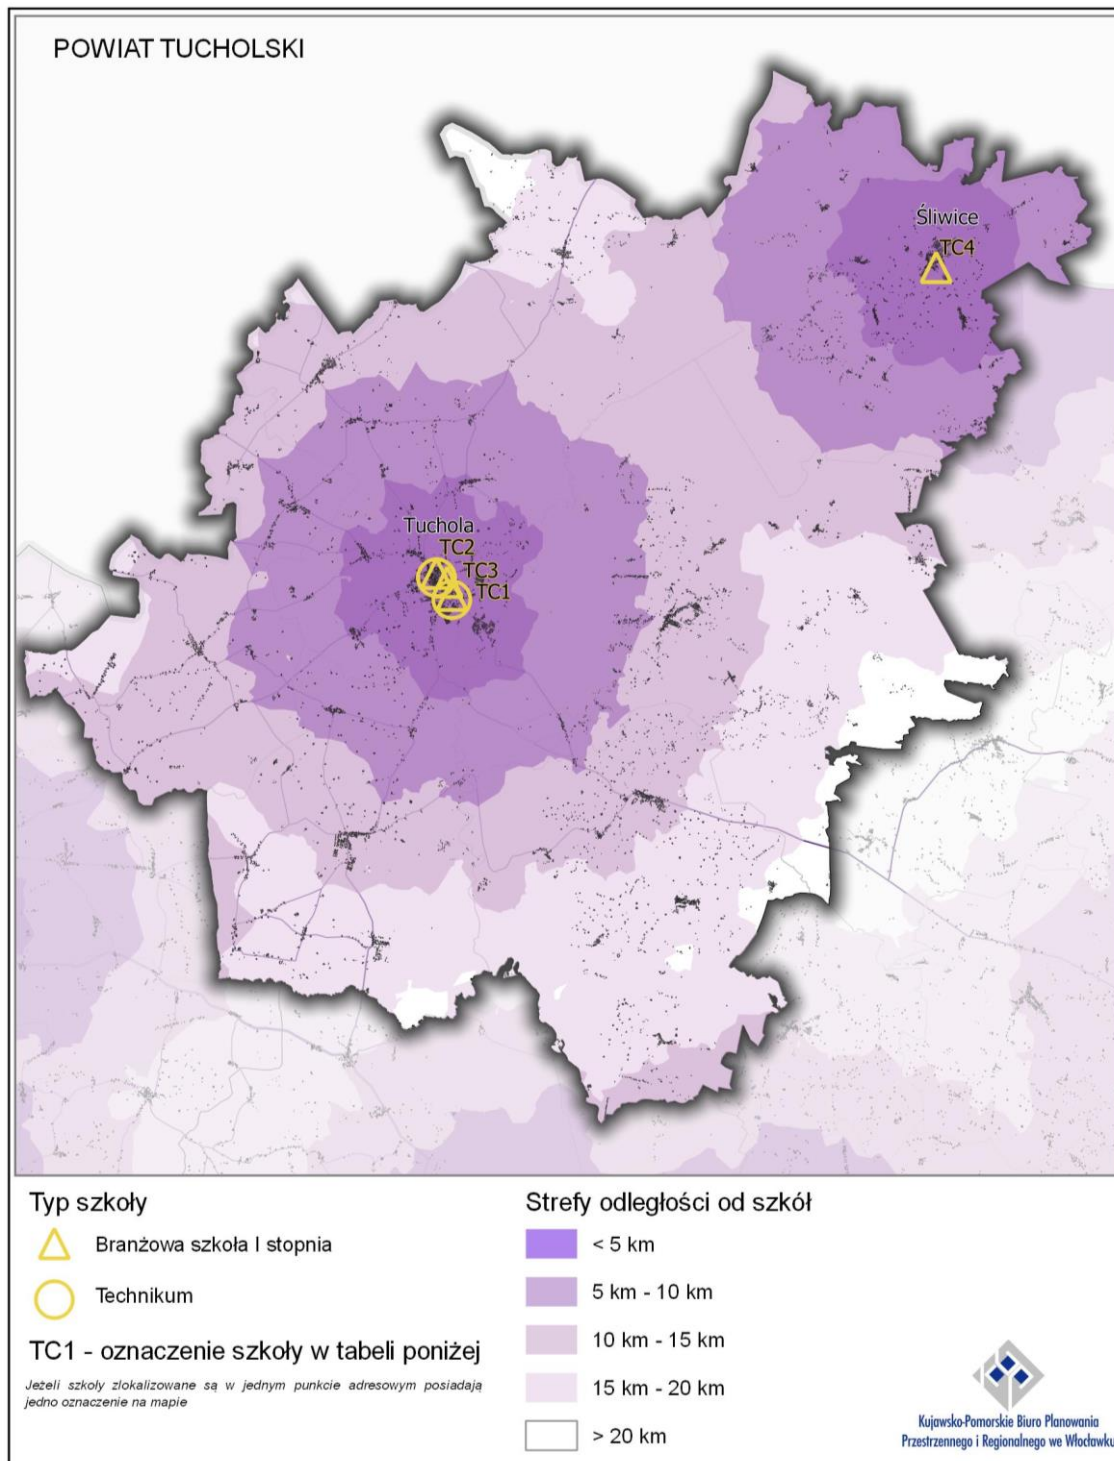 POWIAT TUCHOLSKI
Śliwice
TC4
Tuchola
TC2
TC3
TC1
Typ szkoły
Branżowa szkoła I stopnia
Technikum
TC1 - oznaczenie szkoły w tabeli poniżej
Jeżeli szkoły zlokalizowane są w jednym punkcie adresowym posiadają
jedno oznaczenie na mapie
Strefy odległości od szkół
< 5 km
5 km - 10 km
10 km - 15 km
15 km - 20 km
> 20 km
Kujawsko-Pomorskie Biuro Planowania
Przestrzennego i Regionalnego we Włocławku